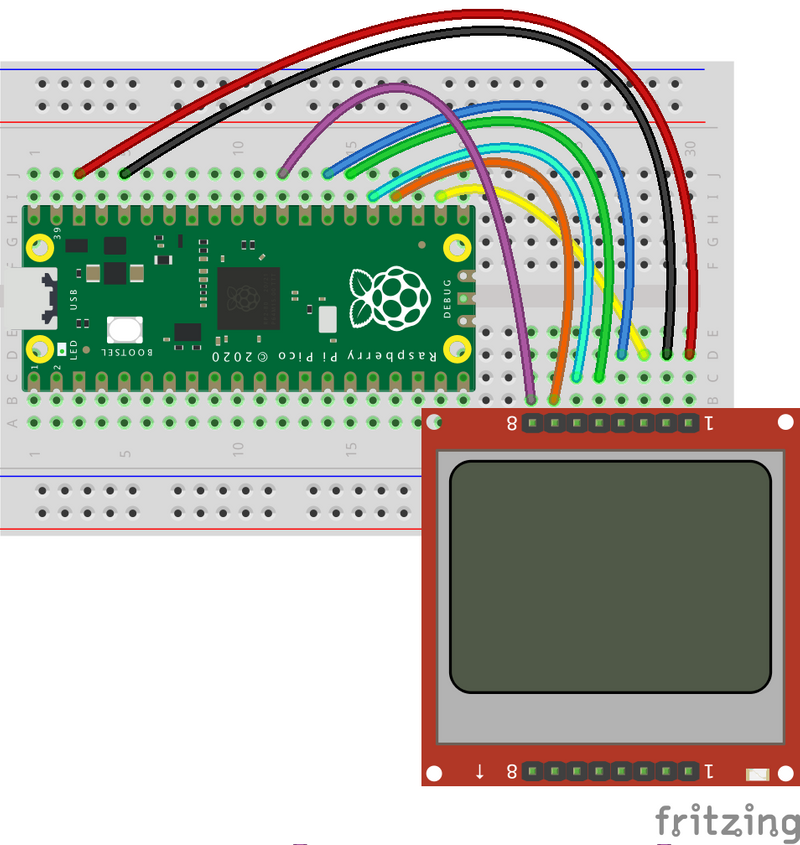 1 10 15 30
J J
I I
H H
G G
F F
39
USB
DEBUG
E E
D D
C C
B B
A
BOOTSEL
LED
1 2
Raspberry Pi Pico © 2020
1 5 10 15
8 1
↑ 8 1
fritzing